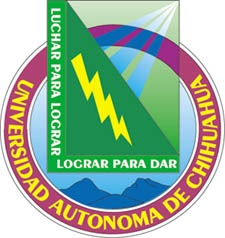 LUCHAR PARA LOGRAR
LOGRAR PARA DAR
UNIVERSIDAD AUTONOMA DE CHIHUAHUA